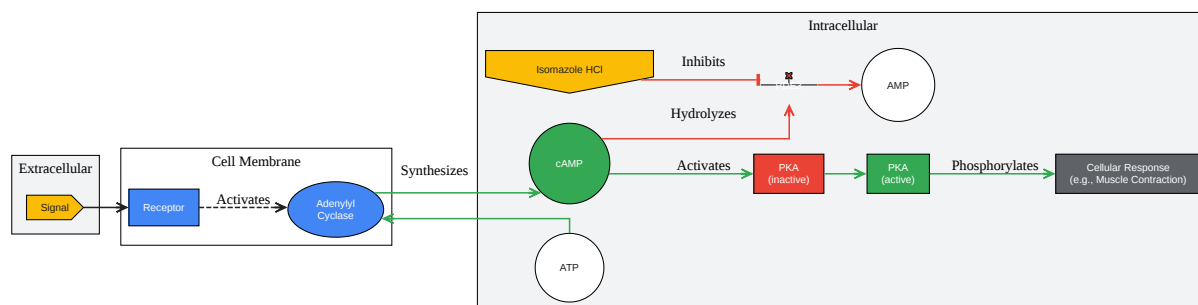 Intracellular
Isomazole HCl
Inhibits
AMP
Hydrolyzes
Extracellular
Signal
Cell Membrane
Receptor
Activates
Adenylyl
Cyclase
Synthesizes
cAMP
Activates
PKA
(inactive)
PKA
(active)
Phosphorylates
Cellular Response
(e.g., Muscle Contraction)
ATP